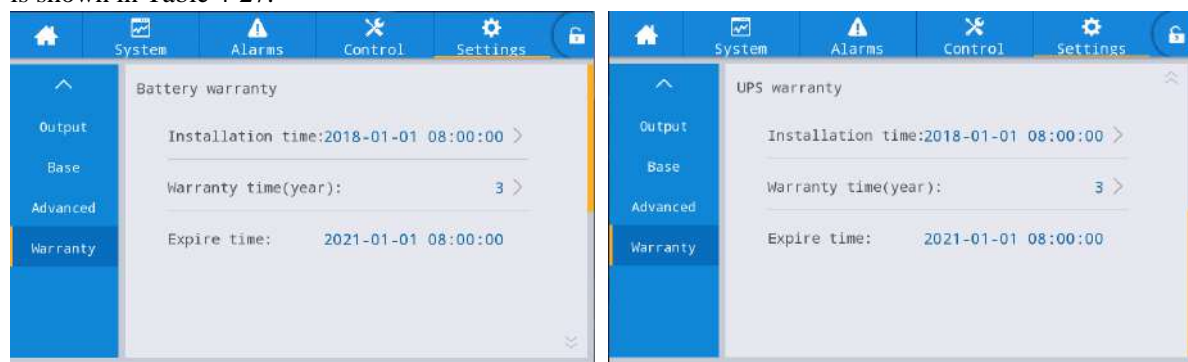 is shown in Table 4-27.
System Alarms Control Settings
Output
Base
Advanced
Warranty
Battery warranty
Installation time:2018-01-01 08:00:00 >
Warranty time(year): 3 >
Expire time: 2021-01-01 08:00:00
System Alarms Control Settings
Output
Base
Advanced
Warranty
UPS warranty
Installation time:2018-01-01 08:00:00 >
Warranty time(year): 3 >
Expire time: 2021-01-01 08:00:00